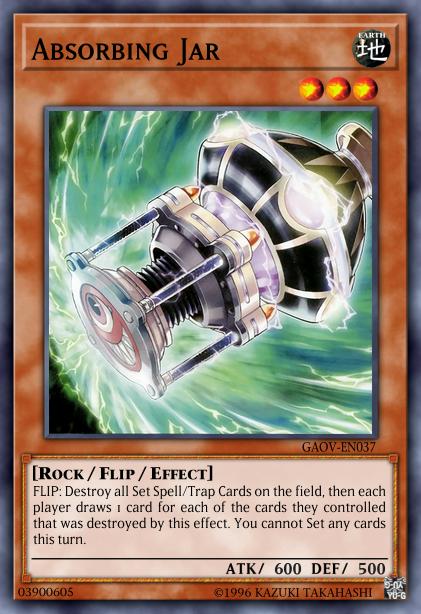 Absorbing Jar
EARTH
地
GAOV-EN037
[Rock / Flip / Effect]
FLIP: Destroy all Set Spell/Trap Cards on the field, then each
player draws 1 card for each of the cards they controlled
that was destroyed by this effect. You cannot Set any cards
this turn.
ATK/ 600 DEF/ 500
03900605
©1996 KAZUKI TAKAHASHI